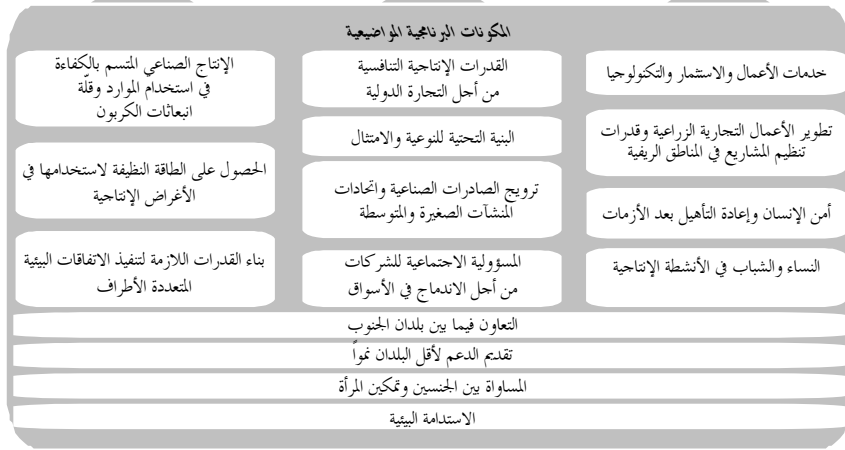 المكونات البرنامجية المواضيعية
خدمات الأعمال والاستثمار والتكنولوجيا
تطوير الأعمال التجارية الزراعية وقدرات
تنظيم المشاريع في المناطق الريفية
أمن الإنسان وإعادة التأهيل بعد الأزمات
النساء والشباب في الأنشطة الإنتاجية
القدرات الإنتاجية التنافسية
من أجل التجارة الدولية
البنية التحتية للنوعية والامتثال
ترويج الصادرات الصناعية واتحادات
المنشآت الصغيرة والمتوسطة
المسؤولية الاجتماعية للشركات
من أجل الاندماج في الأسواق
الإنتاج الصناعي المتسم بالكفاءة
في استخدام الموارد وقلّة
انبعاثات الكربون
الحصول على الطاقة النظيفة لاستخدامها في
الأغراض الإنتاجية
بناء القدرات اللازمة لتنفيذ الاتفاقات البيئية
المتعددة الأطراف
التعاون فيما بين بلدان الجنوب
تقديم الدعم لأقل البلدان نمواً
المساواة بين الجنسين وتمكين المرأة
الاستدامة البيئية